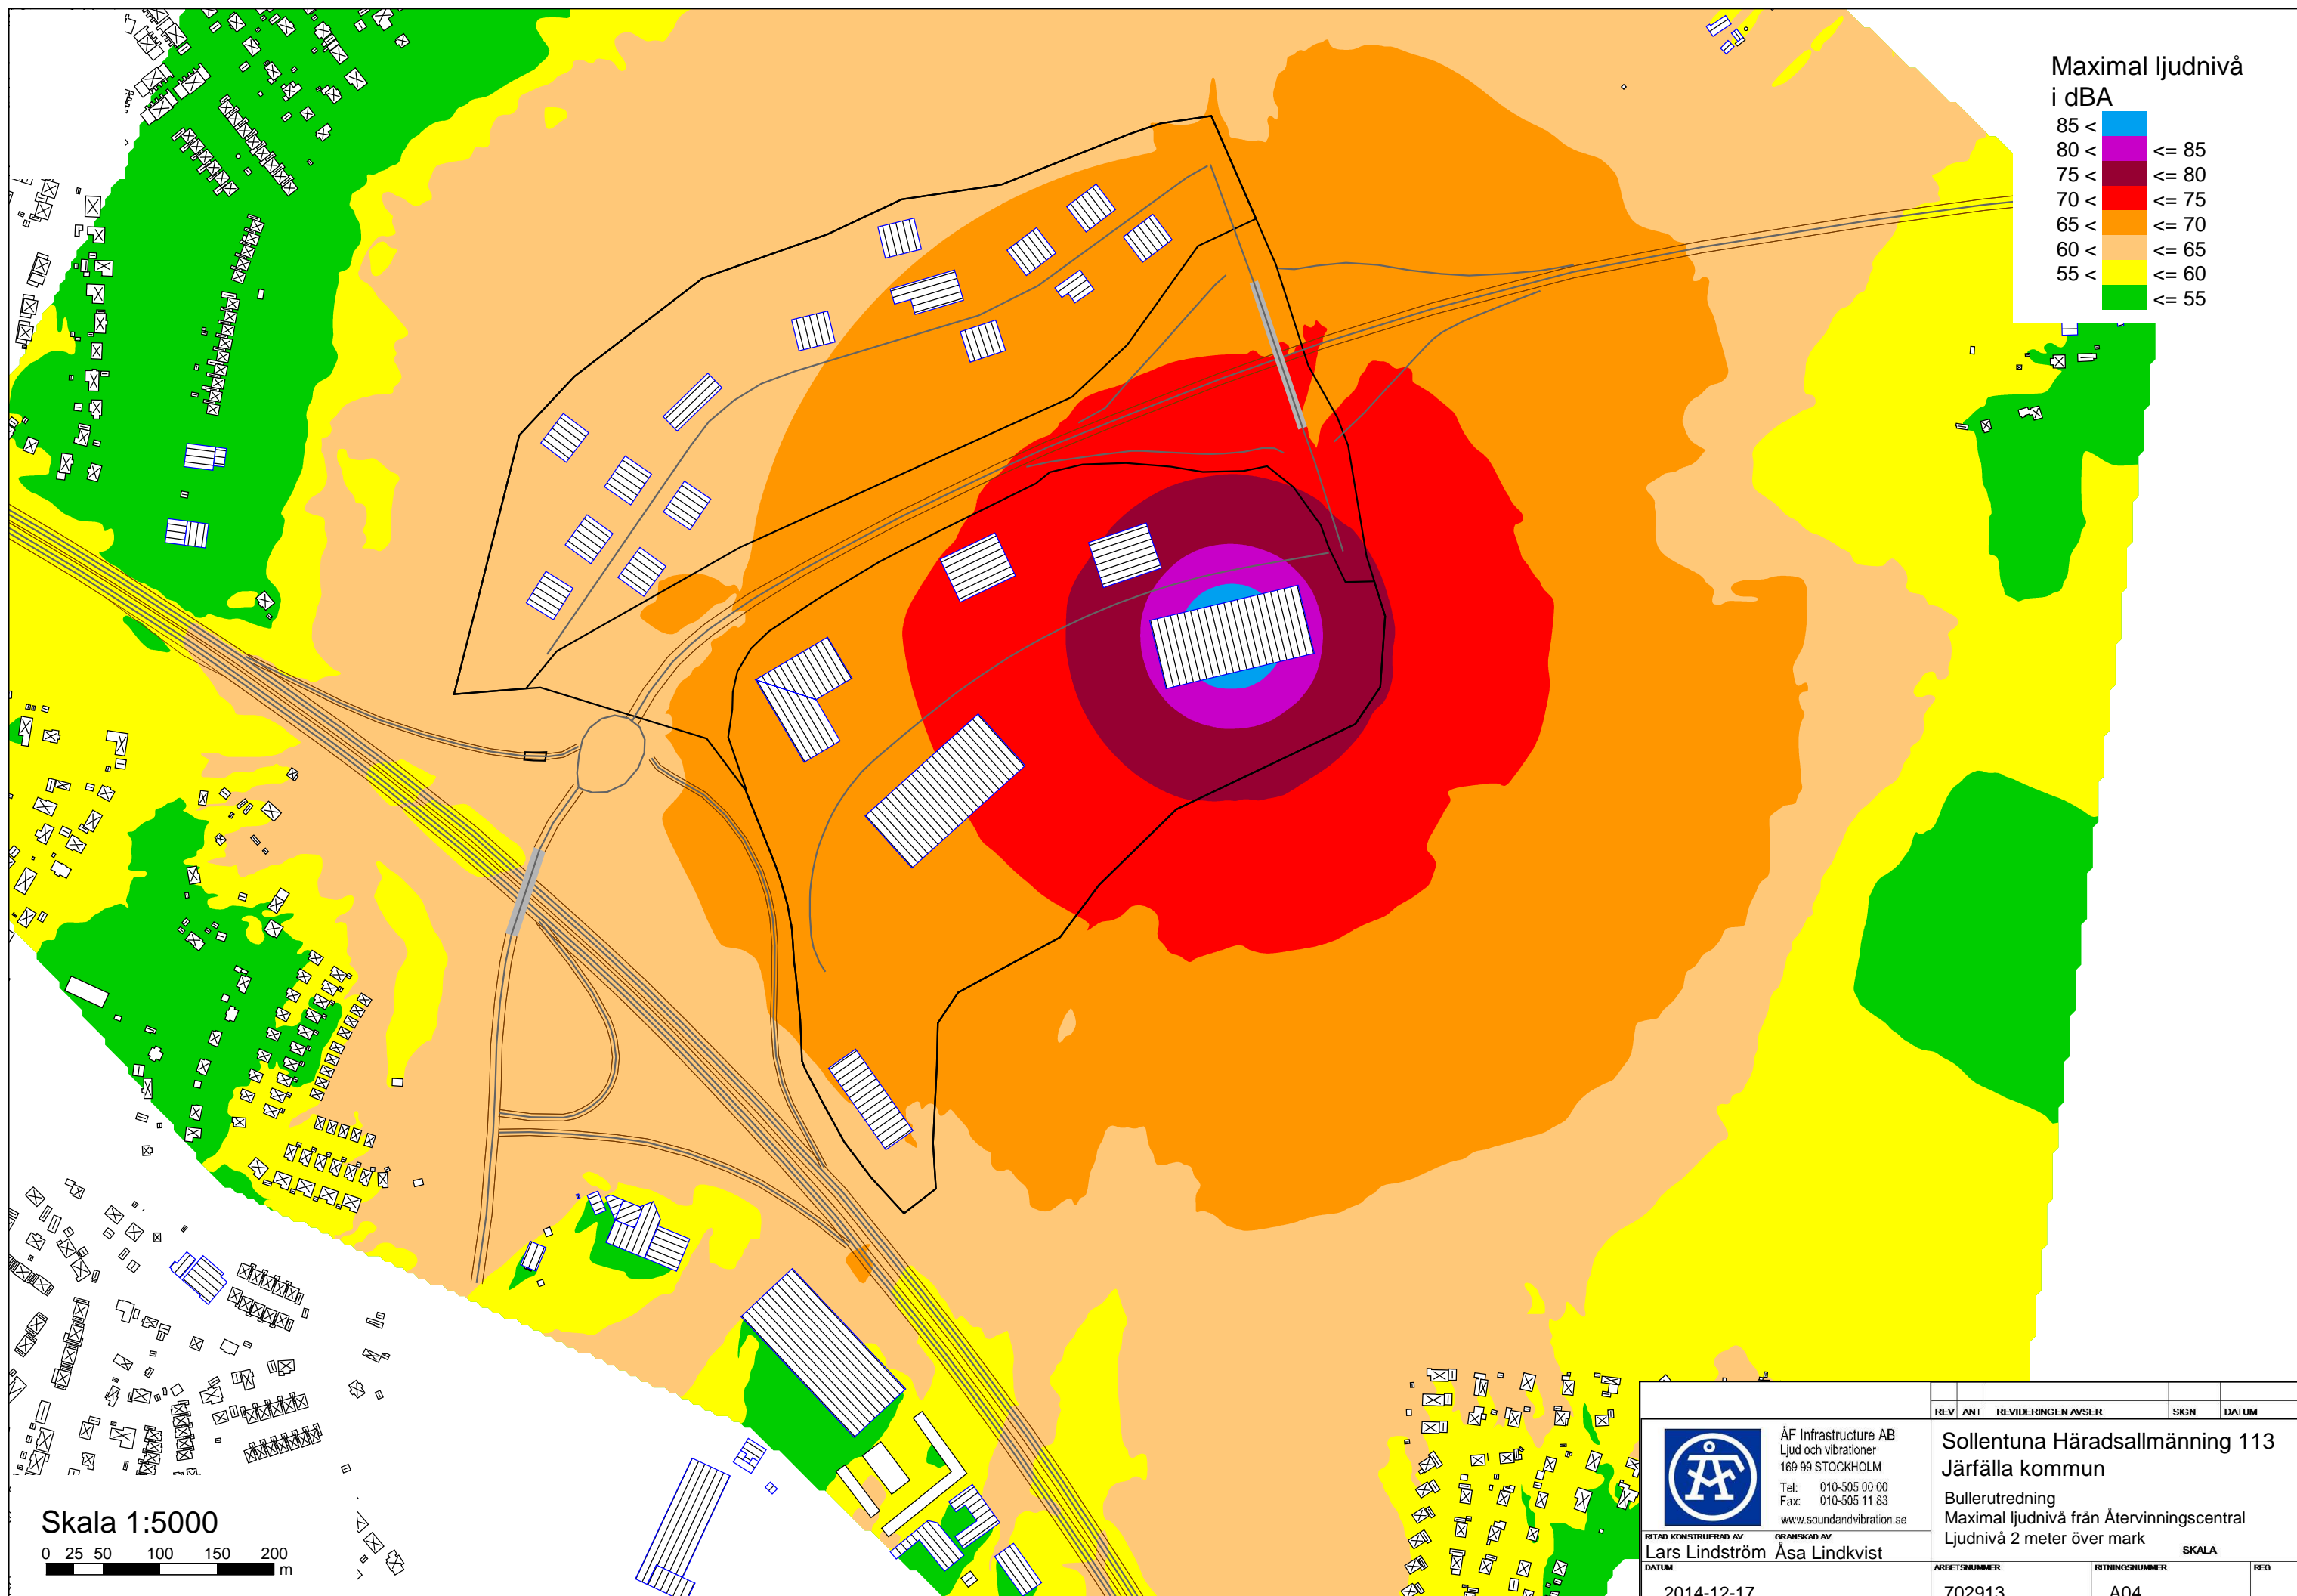 Maximal ljudnivå
i dBA
85 <
80 < <= 85
75 < <= 80
70 < <= 75
65 < <= 70
60 < <= 65
55 < <= 60
<= 55
Skala 1:5000
0 25 50 100 150 200 m
REV ANT REVIDERINGEN AVSER SIGN DATUM
ÅF
ÅF Infrastructure AB
Ljud och vibrationer
169 99 STOCKHOLM
Tel: 010-505 00 00
Fax: 010-505 11 83
www.soundandvibration.se
Sollentuna Häradsallmänning 113
Järfälla kommun
Bullerutredning
Maximal ljudnivå från Återvinningscentral
Ljudnivå 2 meter över mark
SKALA
RITAD KONSTRUERAD AV GRANSKAD AV
Lars Lindström Åsa Lindkvist
DATUM ARBETSNUMMER RITNINGSNUMMER REG
2014-12-17 702913 A04